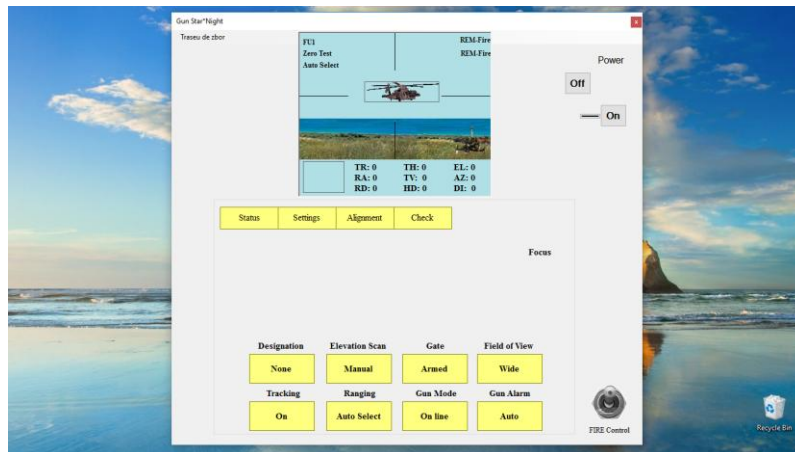 Gun Star*Night
Traseu de zbor
FUI REM-Fire
Zero Test REM-Fire
Auto Select
Power
Off
On
TR: 0 TH: 0 EL: 0
RA: 0 TV: 0 AZ: 0
RD: 0 HD: 0 DI: 0
Status Settings Alignment Check
Focus
Designation Elevation Scan Gate Field of View
None Manual Armed Wide
Tracking Ranging Gun Mode Gun Alarm
On Auto Select On line Auto
FIRE Control
Recycle Bin